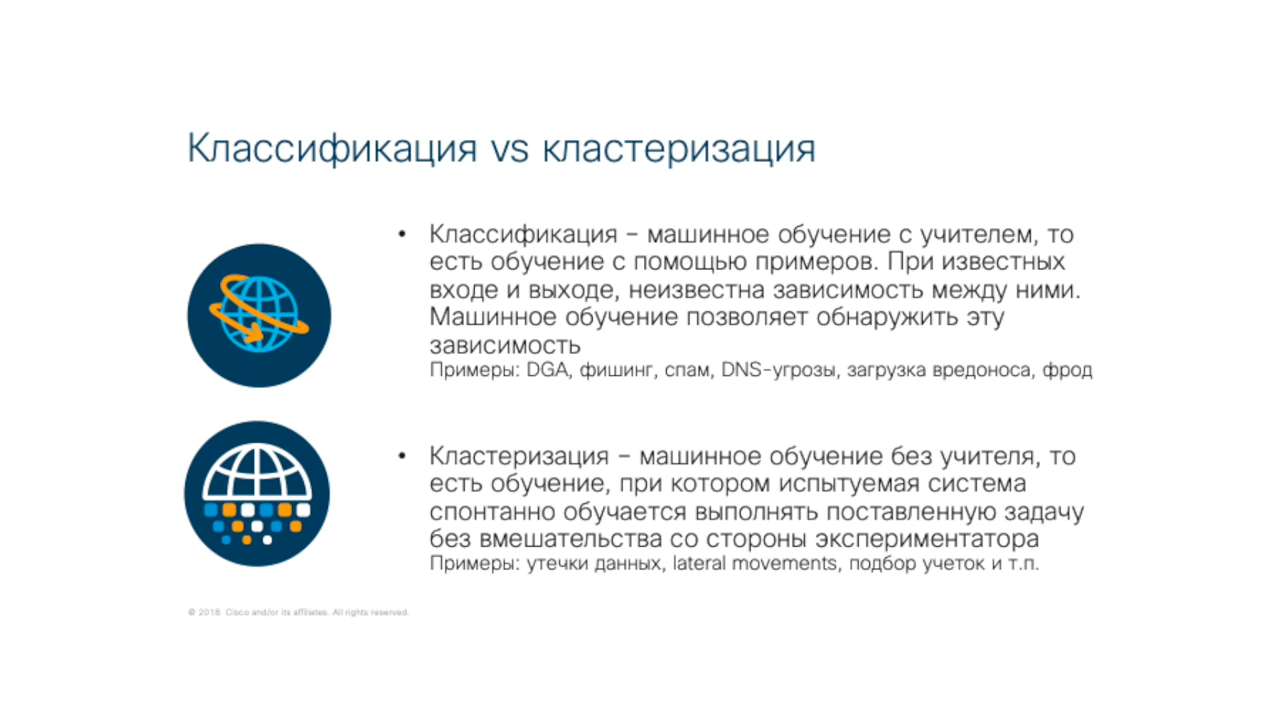 Классификация vs кластеризация
• Классификация – машинное обучение с учителем, то
есть обучение с помощью примеров. При известных
входе и выходе, неизвестна зависимость между ними.
Машинное обучение позволяет обнаружить эту
зависимость
Примеры: DGA, фишинг, спам, DNS-угрозы, загрузка вредоноса, фрод
• Кластеризация – машинное обучение без учителя, то
есть обучение, при котором испытуемая система
спонтанно обучается выполнять поставленную задачу
без вмешательства со стороны экспериментатора
Примеры: утечки данных, lateral movements, подбор учеток и т.п.
© 2018 Cisco and/or its affiliates. All rights reserved.